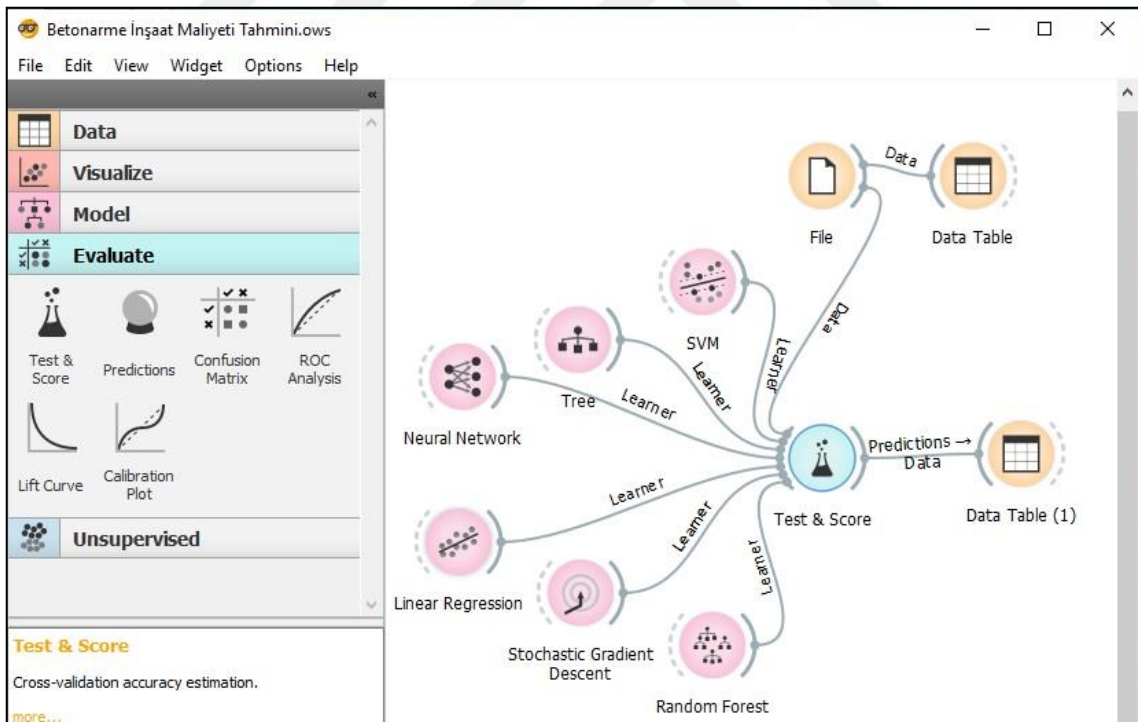 Betonarme İnşaat Maliyeti Tahmini.ows
File Edit View Widget Options Help
Data
Visualize
Model
Evaluate
Test & Score
Predictions
Confusion Matrix
ROC Analysis
Lift Curve
Calibration Plot
Unsupervised
Test & Score
Cross-validation accuracy estimation.
more...
File
Data
Data Table
Data
SVM
Learner
Tree
Learner
Neural Network
Learner
Linear Regression
Learner
Stochastic Gradient
Descent
Learner
Random Forest
Learner
Test & Score
Predictions →
Data
Data Table (1)